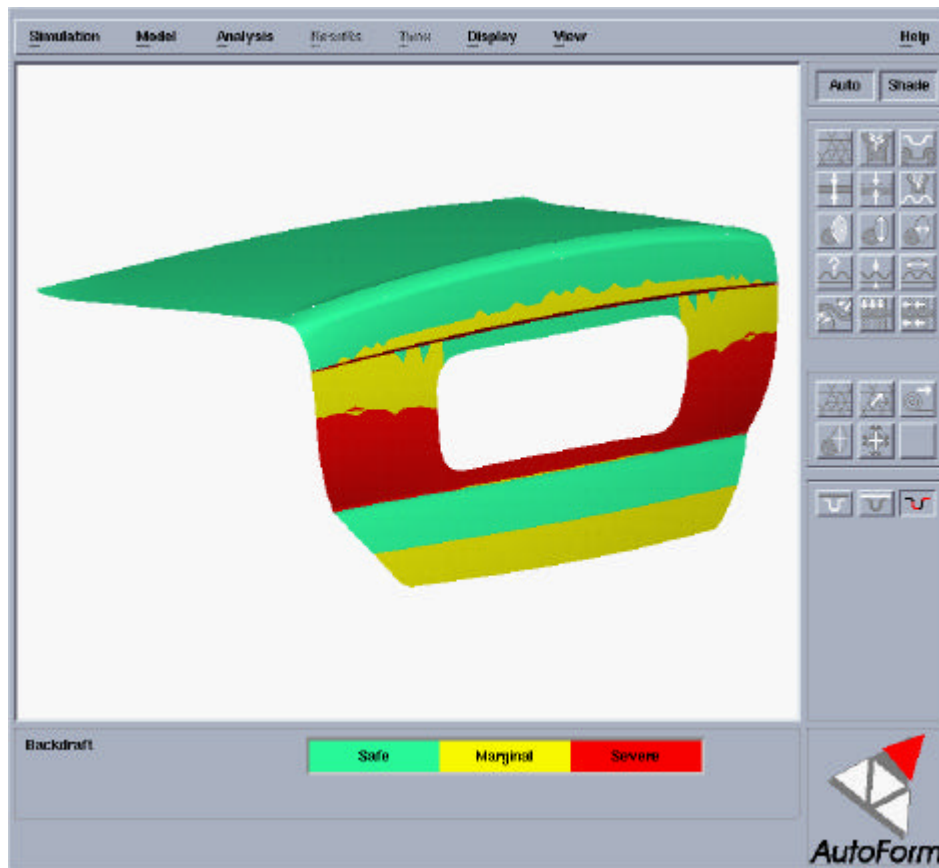 Simulation Model Analysis Results Display View Help
Auto Shade
Backdraft
Safe Marginal Severe
AutoForm